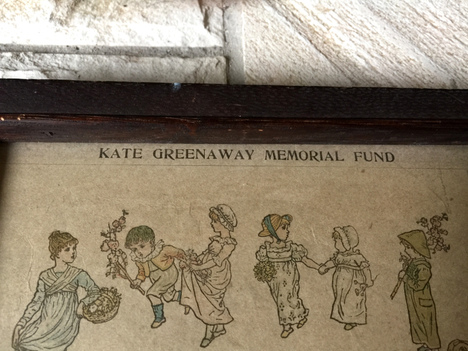 KATE GREENAWAY MEMORIAL FUND